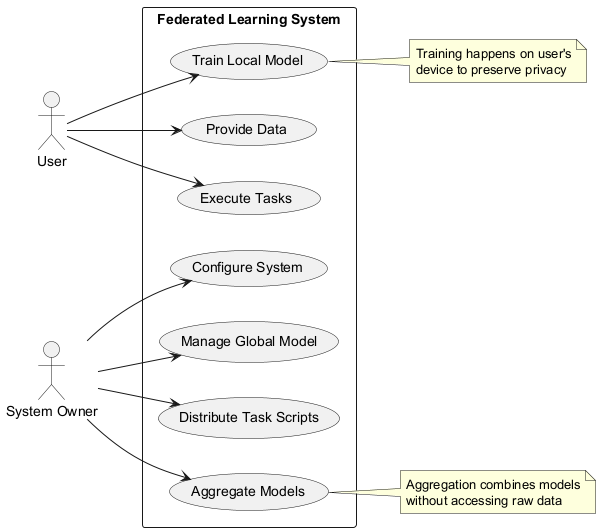 Federated Learning System
Train Local Model
Training happens on user's
device to preserve privacy
User
Provide Data
Execute Tasks
Configure System
System Owner
Manage Global Model
Distribute Task Scripts
Aggregate Models
Aggregation combines models
without accessing raw data